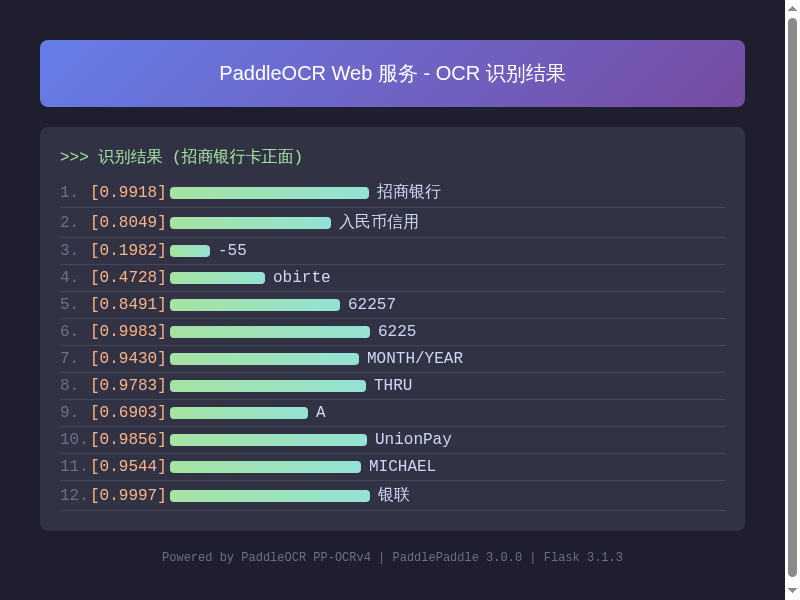 PaddleOCR Web 服务 - OCR 识别结果
>>> 识别结果 (招商银行卡正面)
1. [0.9918] 招商银行
2. [0.8049] 入民币信用
3. [0.1982] -55
4. [0.4728] obirte
5. [0.8491] 62257
6. [0.9983] 6225
7. [0.9430] MONTH/YEAR
8. [0.9783] THRU
9. [0.6903] A
10. [0.9856] UnionPay
11. [0.9544] MICHAEL
12. [0.9997] 银联
Powered by PaddleOCR PP-OCRv4 | PaddlePaddle 3.0.0 | Flask 3.1.3